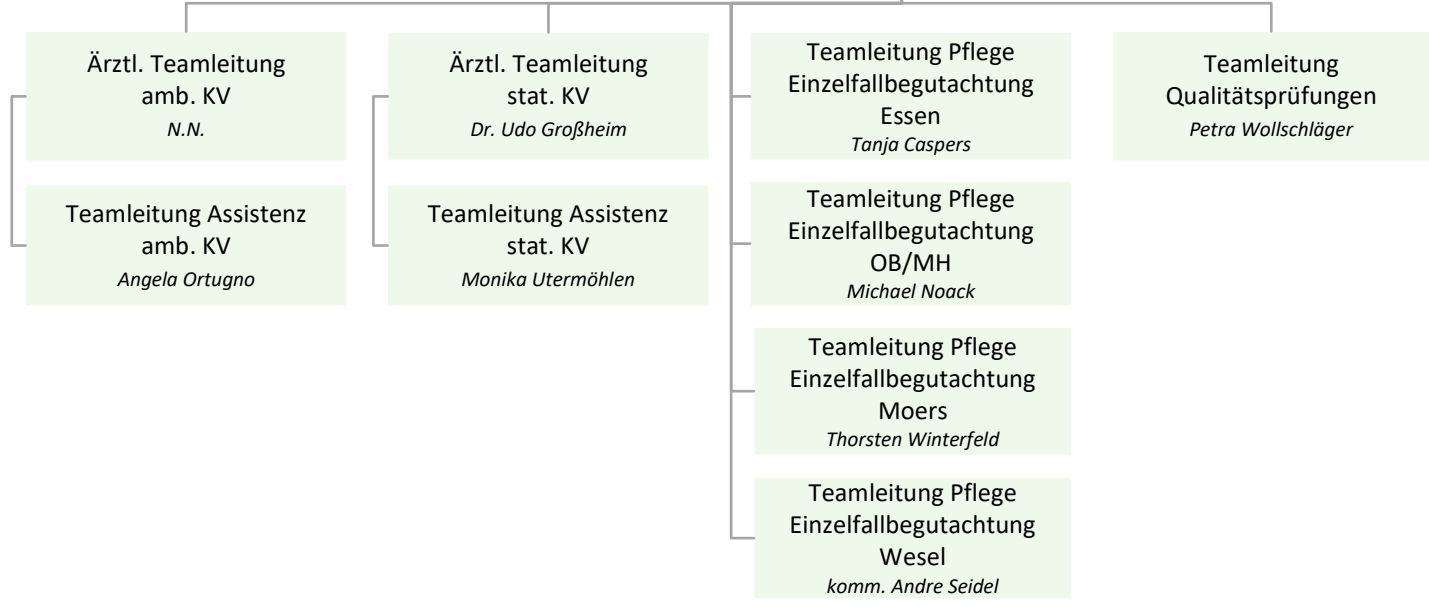 Ärztl. Teamleitung
amb. KV
N.N.
Teamleitung Assistenz
amb. KV
Angela Ortugno
Ärztl. Teamleitung
stat. KV
Dr. Udo Großheim
Teamleitung Assistenz
stat. KV
Monika Utermöhlen
Teamleitung Pflege
Einzelfallbegutachtung
Essen
Tanja Caspers
Teamleitung Pflege
Einzelfallbegutachtung
OB/MH
Michael Noack
Teamleitung Pflege
Einzelfallbegutachtung
Moers
Thorsten Winterfeld
Teamleitung Pflege
Einzelfallbegutachtung
Wesel
komm. Andre Seidel
Teamleitung
Qualitätsprüfungen
Petra Wollschläger